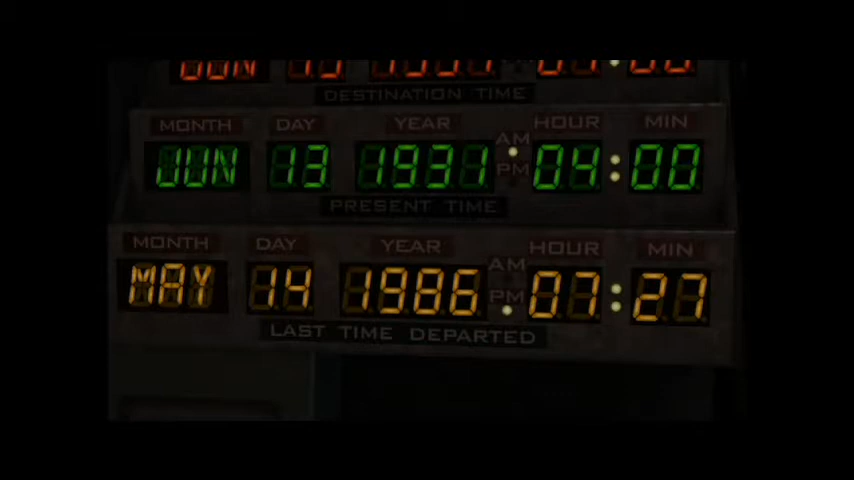 DESTINATION TIME
MONTH DAY YEAR AM HOUR MIN
JUN 13 1931 PM 04:00
PRESENT TIME
MONTH DAY YEAR AM HOUR MIN
MAY 14 1986 PM 07:27
LAST TIME DEPARTED